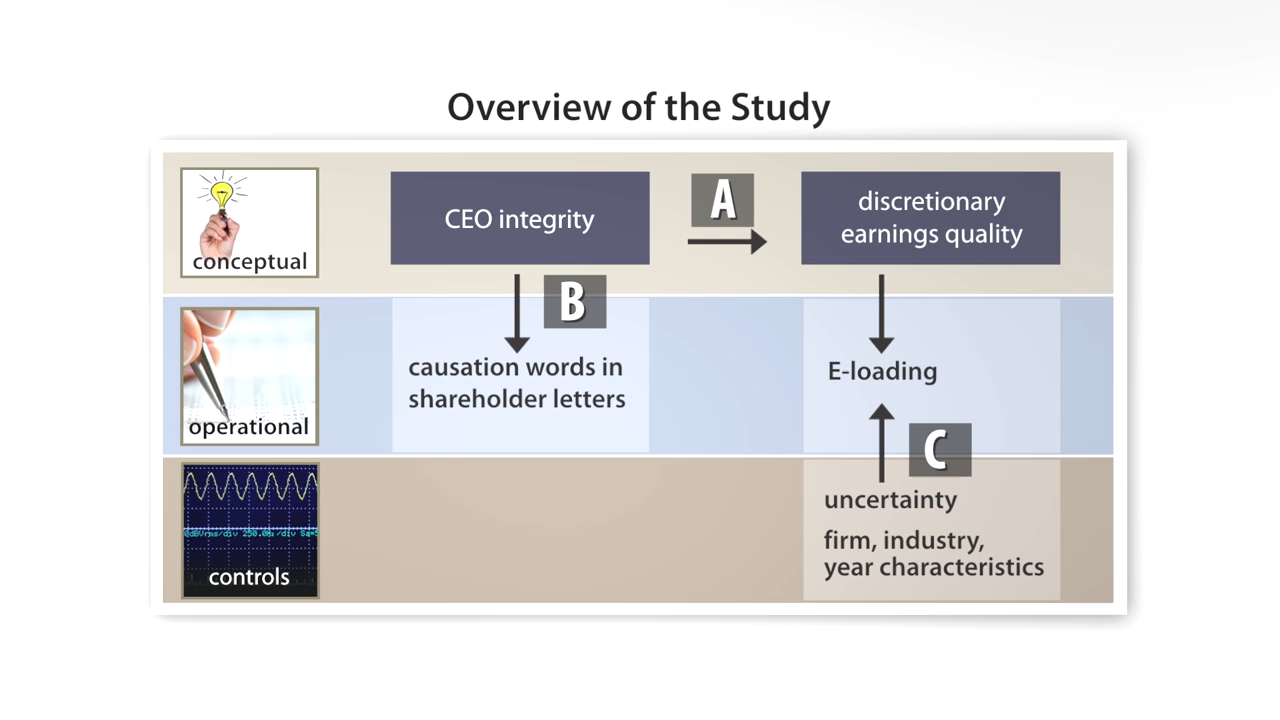 Overview of the Study
conceptual
CEO integrity
A
discretionary
earnings quality
B
operational
causation words in
shareholder letters
E-loading
C
controls
uncertainty
firm, industry,
year characteristics